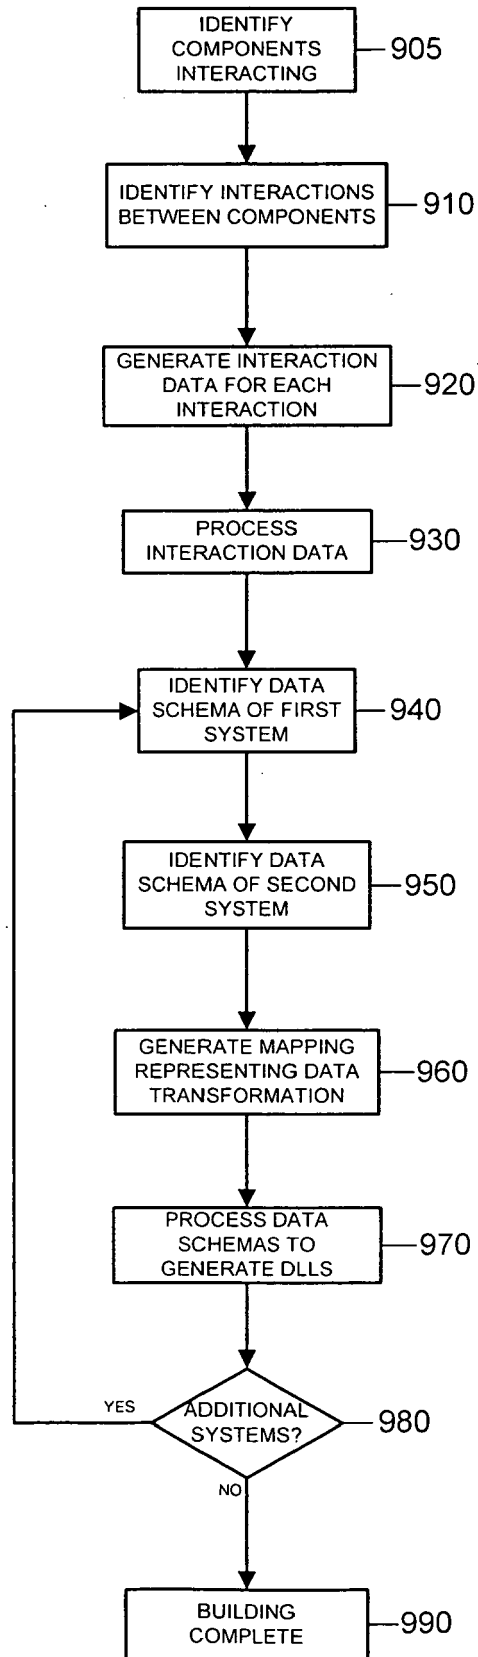 IDENTIFY
COMPONENTS
INTERACTING
905
IDENTIFY INTERACTIONS
BETWEEN COMPONENTS
910
GENERATE INTERACTION
DATA FOR EACH
INTERACTION
920
PROCESS
INTERACTION DATA
930
IDENTIFY DATA
SCHEMA OF FIRST
SYSTEM
940
IDENTIFY DATA
SCHEMA OF SECOND
SYSTEM
950
GENERATE MAPPING
REPRESENTING DATA
TRANSFORMATION
960
PROCESS DATA
SCHEMAS TO
GENERATE DLLS
970
YES
ADDITIONAL
SYSTEMS?
980
NO
BUILDING
COMPLETE
990